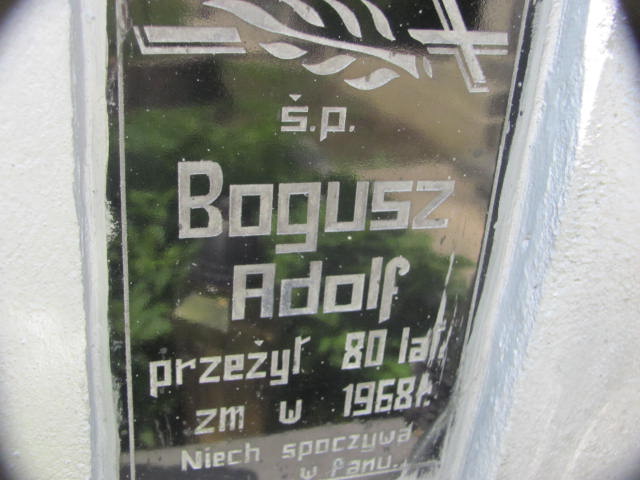 ś.p.
Bogusz
Adolf
przeżył 80 lat.
zm w 1968r.
Niech spoczywa
w Panu.